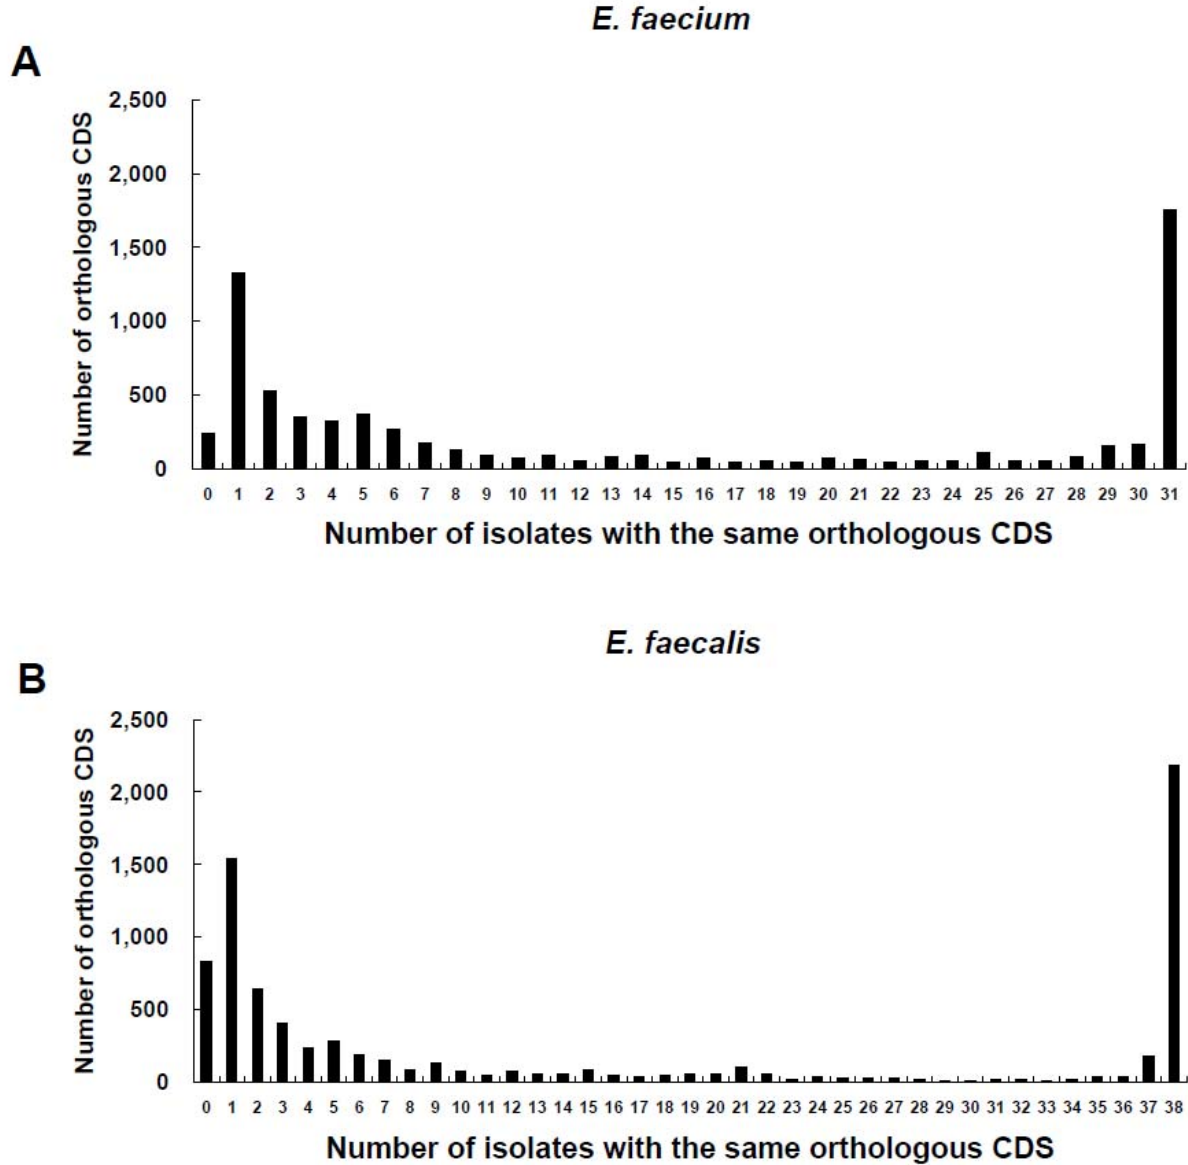 E. faecium
A
Number of orthologous CDS
2,500
2,000
1,500
1,000
500
0
0 1 2 3 4 5 6 7 8 9 10 11 12 13 14 15 16 17 18 19 20 21 22 23 24 25 26 27 28 29 30 31
Number of isolates with the same orthologous CDS
E. faecalis
B
Number of orthologous CDS
2,500
2,000
1,500
1,000
500
0
0 1 2 3 4 5 6 7 8 9 10 11 12 13 14 15 16 17 18 19 20 21 22 23 24 25 26 27 28 29 30 31 32 33 34 35 36 37 38
Number of isolates with the same orthologous CDS